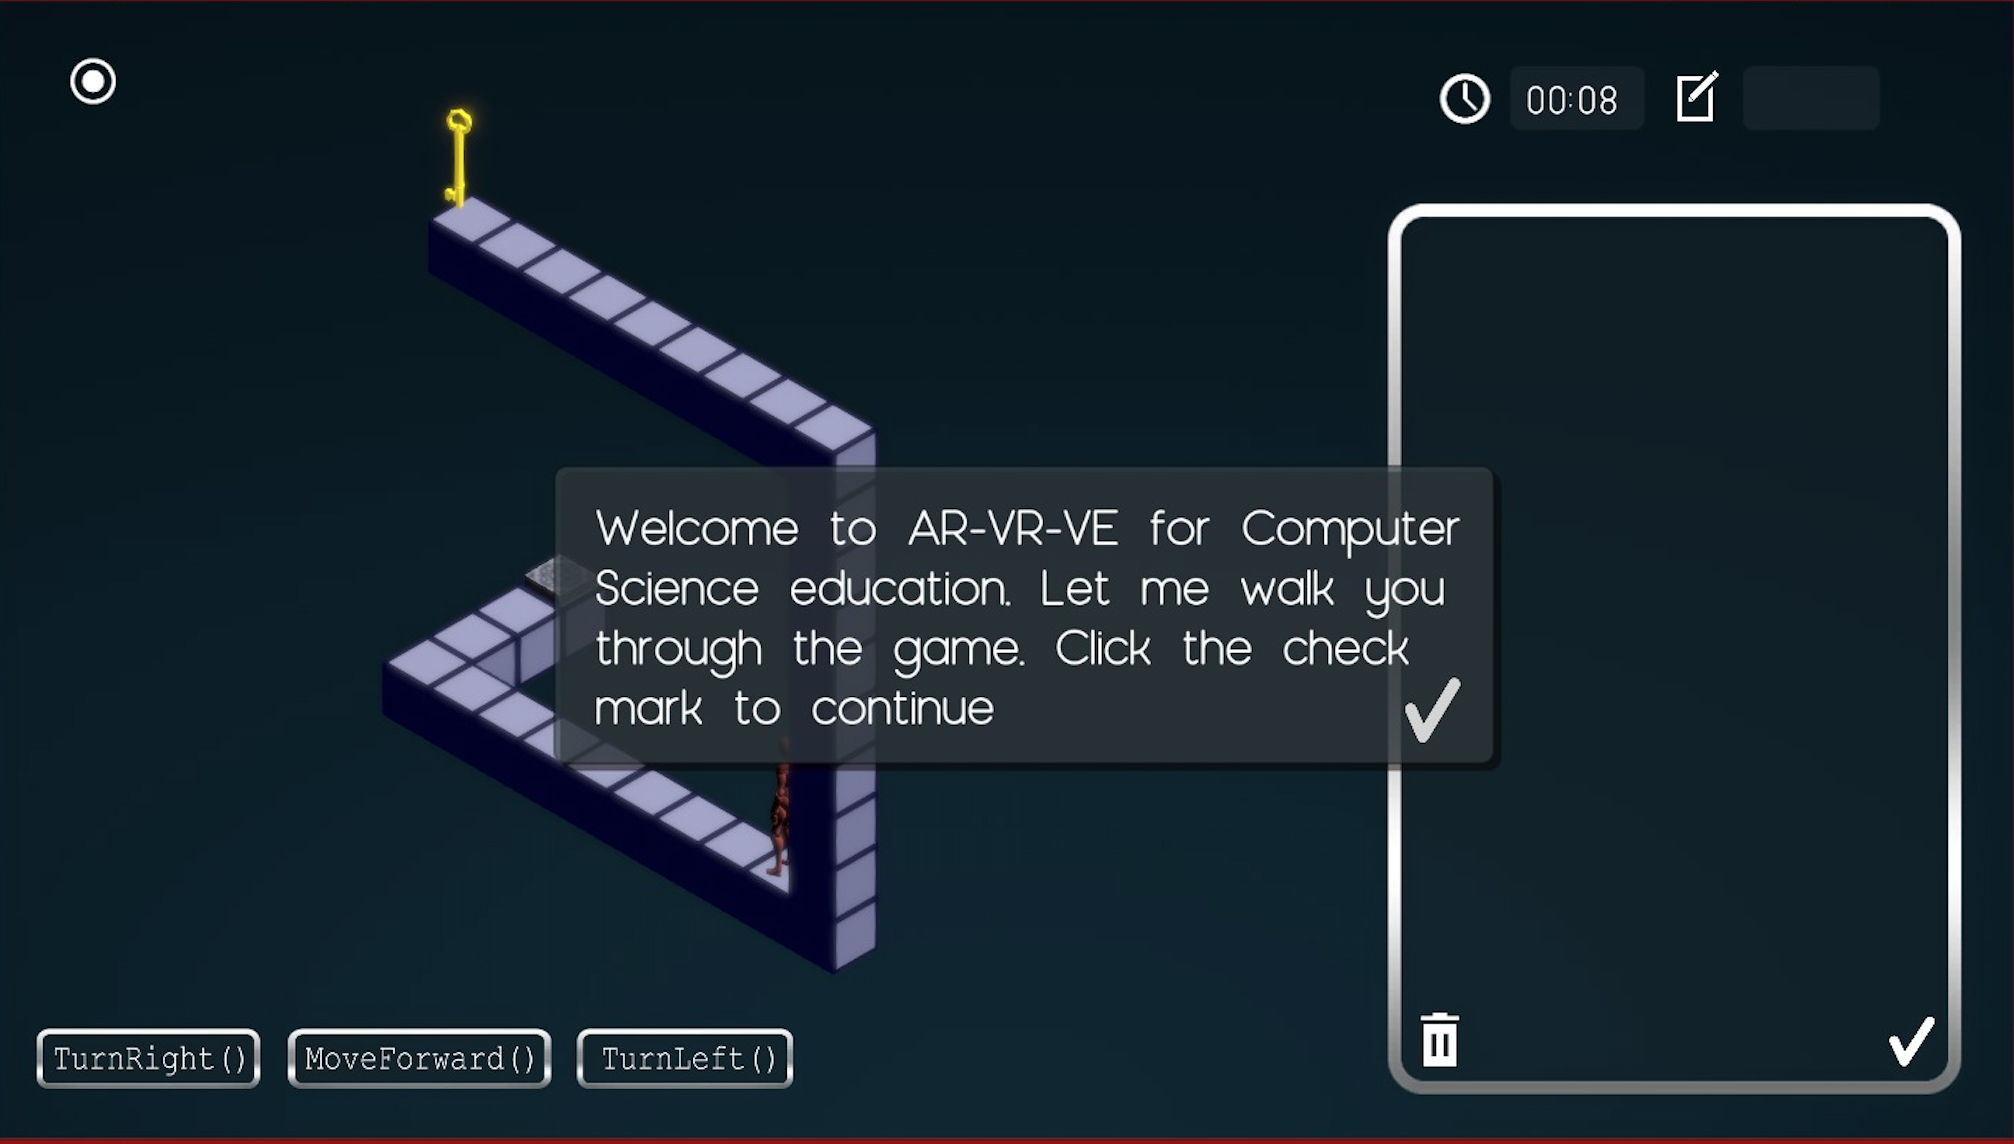 00:08
Welcome to AR-VR-VE for Computer
Science education. Let me walk you
through the game. Click the check
mark to continue
TurnRight()
MoveForward()
TurnLeft()